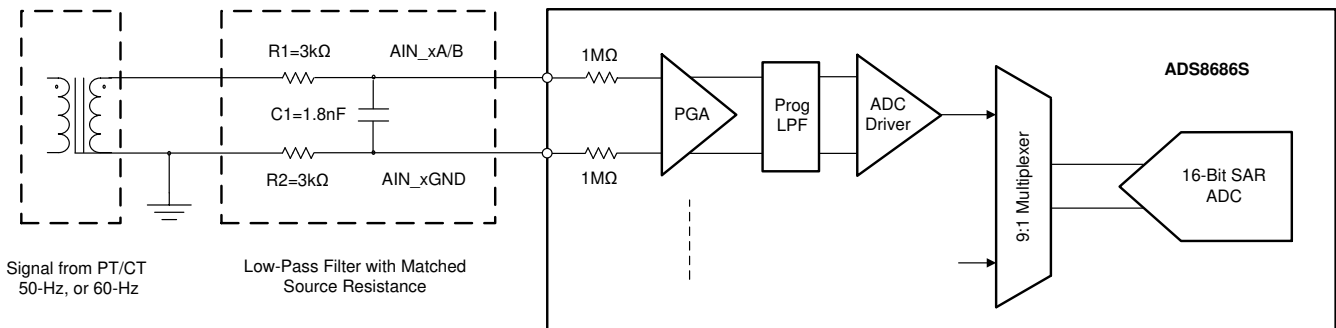 R1=3kΩ
AIN_xA/B
C1=1.8nF
R2=3kΩ
AIN_xGND
Signal from PT/CT
50-Hz, or 60-Hz
Low-Pass Filter with Matched
Source Resistance
1MΩ
1MΩ
PGA
Prog
LPF
ADC
Driver
9:1 Multiplexer
ADS8686S
16-Bit SAR
ADC